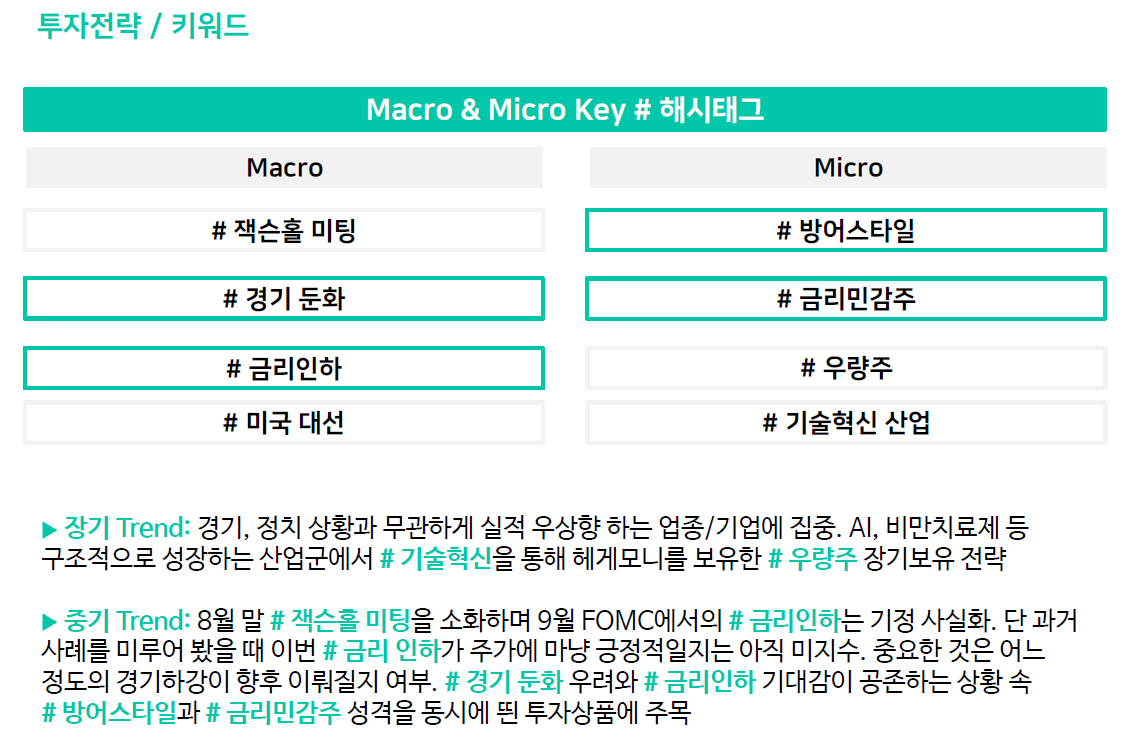 투자전략 / 키워드
Macro & Micro Key # 해시태그
Macro
Micro
# 잭슨홀 미팅
# 방어스타일
# 경기 둔화
# 금리민감주
# 금리인하
# 우량주
# 미국 대선
# 기술혁신 산업
▶ 장기 Trend: 경기, 정치 상황과 무관하게 실적 우상향 하는 업종/기업에 집중. AI, 비만치료제 등
구조적으로 성장하는 산업군에서 # 기술혁신을 통해 헤게모니를 보유한 # 우량주 장기보유 전략
▶ 중기 Trend: 8월 말 # 잭슨홀 미팅을 소화하며 9월 FOMC에서의 # 금리인하는 기정 사실화. 단 과거
사례를 미루어 봤을 때 이번 # 금리 인하가 주가에 마냥 긍정적일지는 아직 미지수. 중요한 것은 어느
정도의 경기하강이 향후 이뤄질지 여부. # 경기 둔화 우려와 # 금리인하 기대감이 공존하는 상황 속
# 방어스타일과 # 금리민감주 성격을 동시에 띈 투자상품에 주목